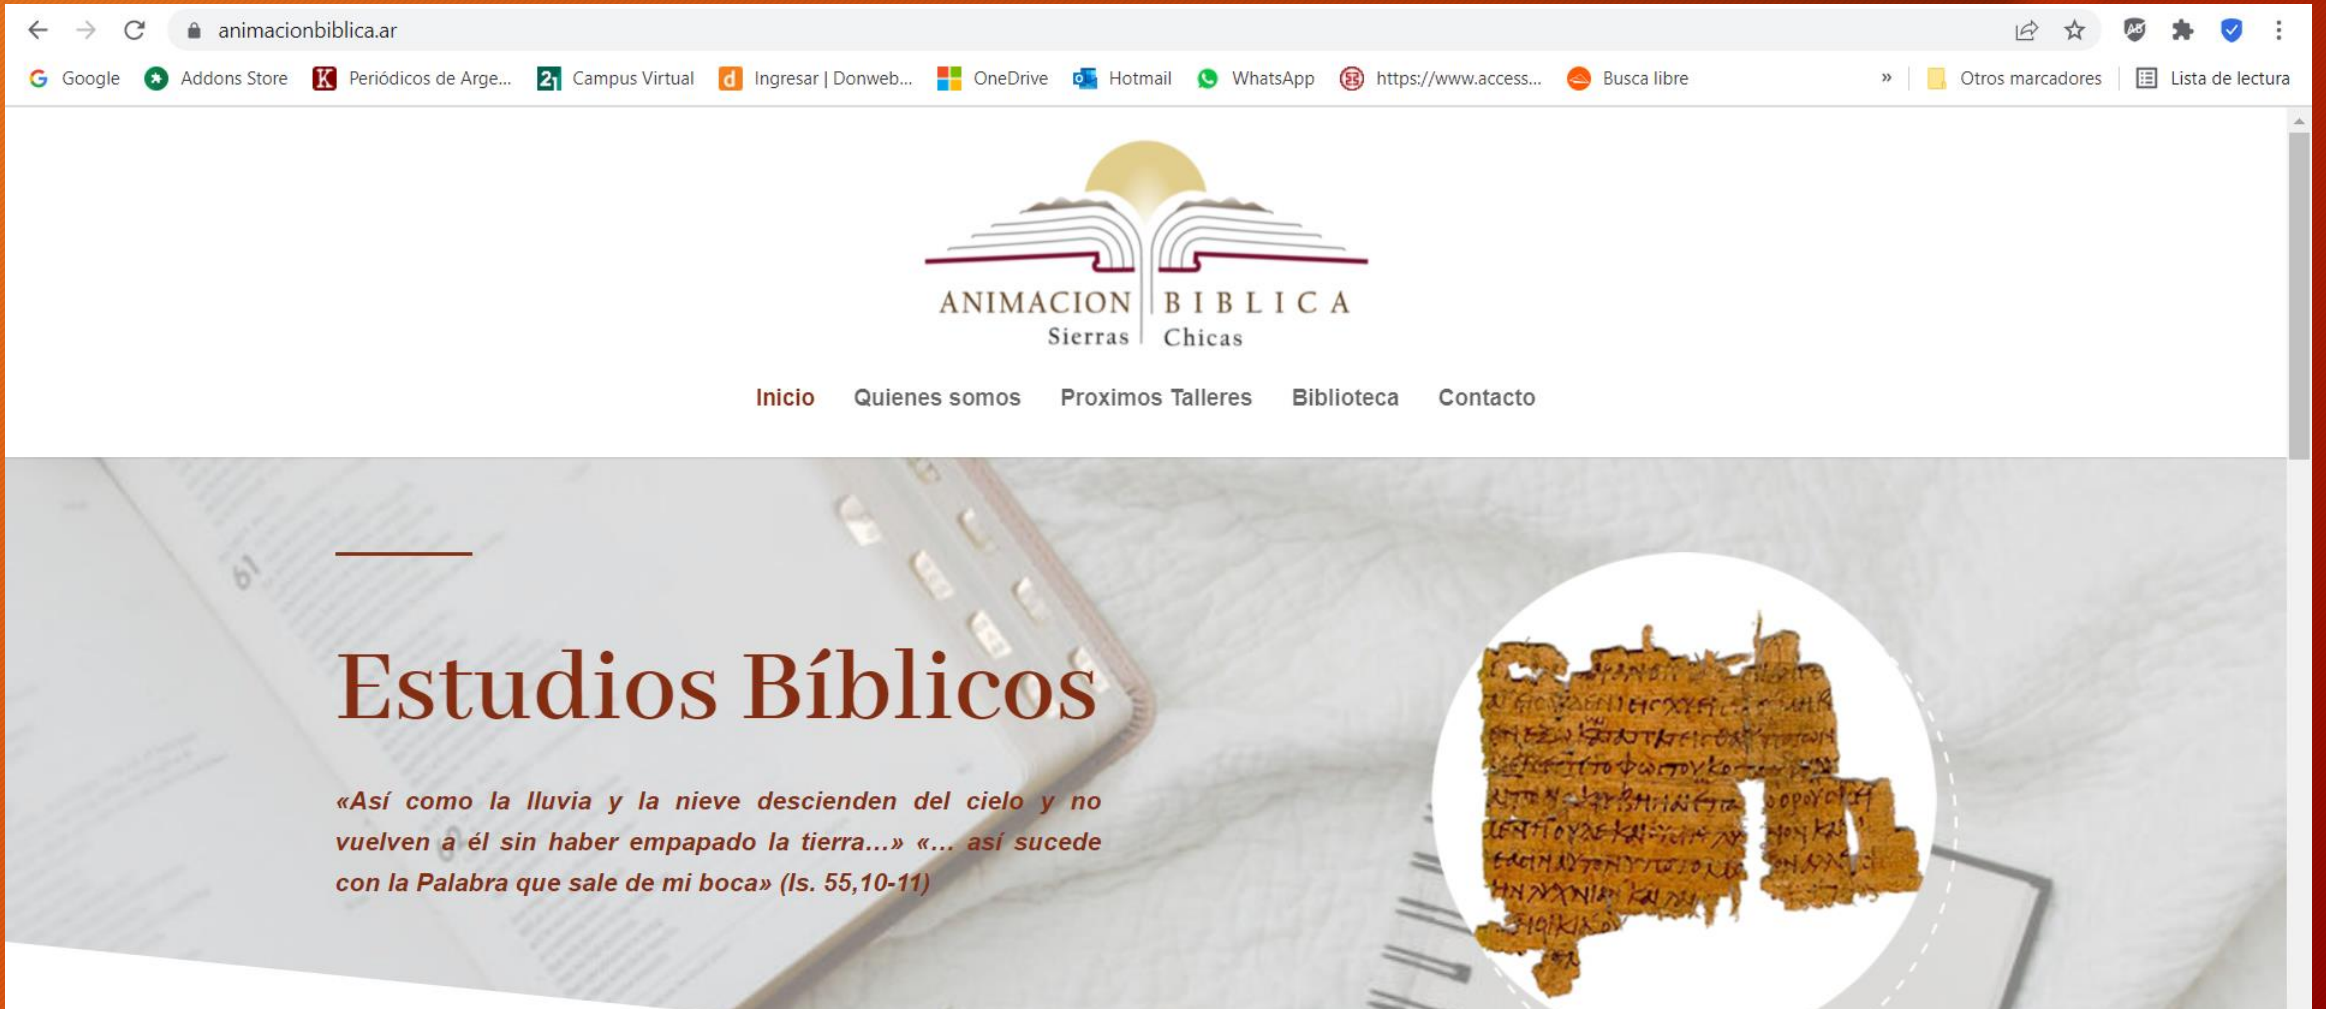 animacionbiblica.ar
Google Addons Store Periódicos de Arge... 21 Campus Virtual Ingresar | Donweb... OneDrive Hotmail WhatsApp https://www.access... Busca libre » Otros marcadores Lista de lectura
ANIMACION BIBLICA
Sierras Chicas
Inicio Quienes somos Proximos Talleres Biblioteca Contacto
Estudios Bíblicos
«Así como la lluvia y la nieve descienden del cielo y no
vuelven a él sin haber empapado la tierra...» «... así sucede
con la Palabra que sale de mi boca» (Is. 55,10-11)